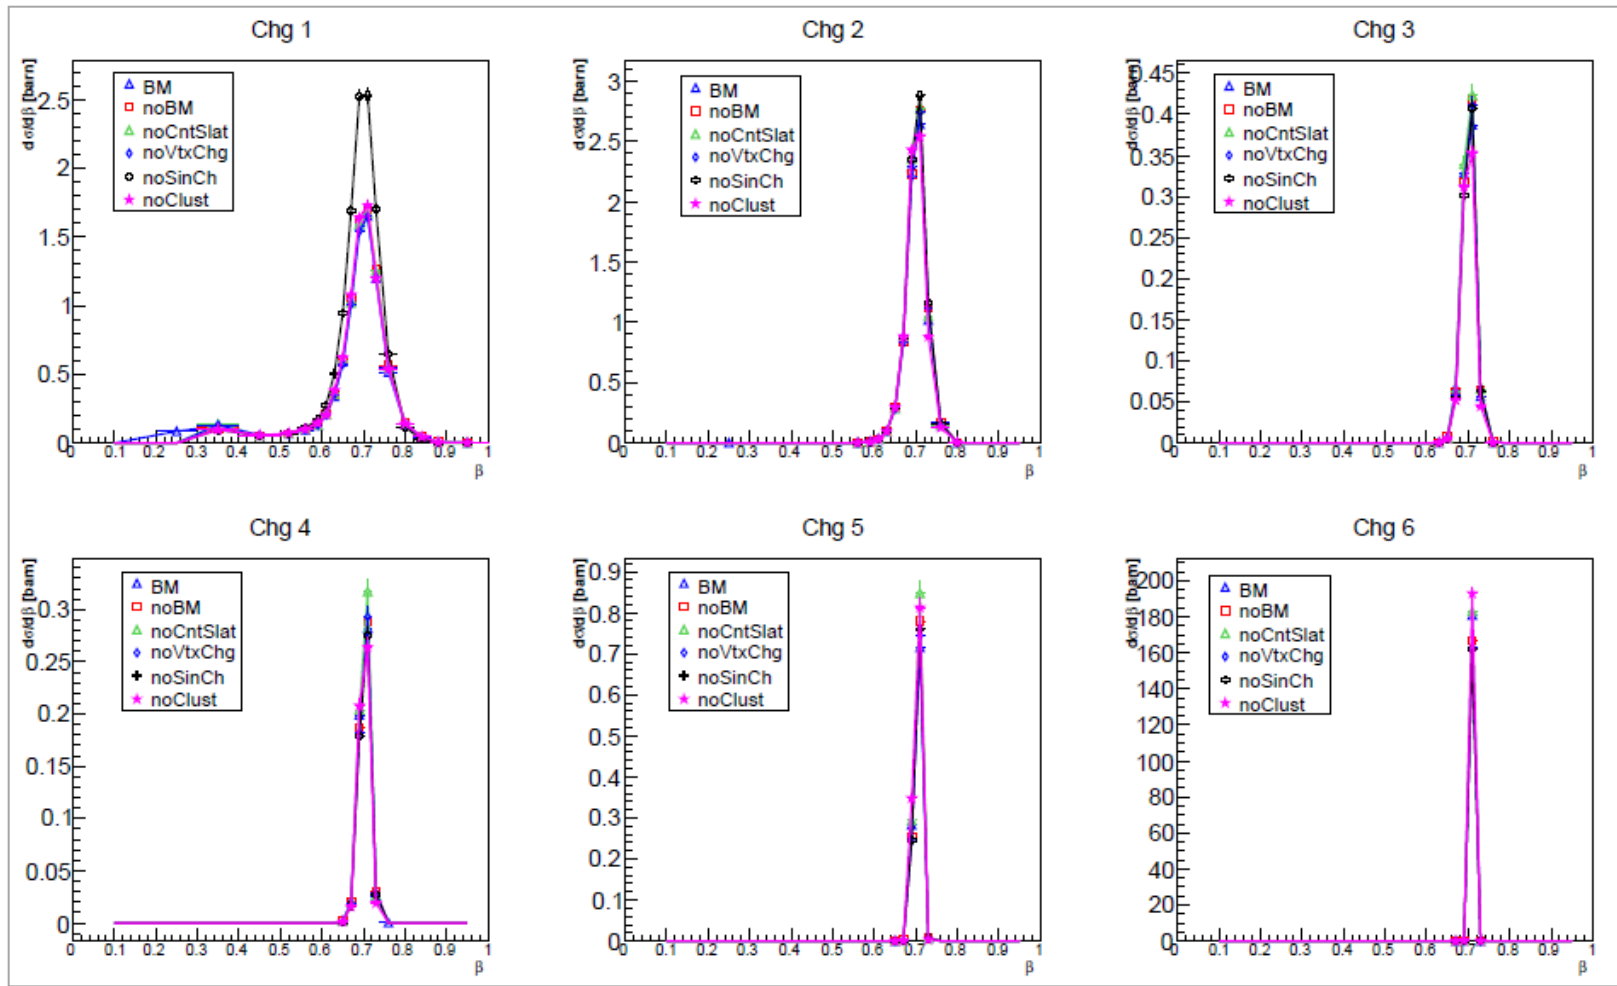 Chg 1
dσ/dβ [barn]
BM
noBM
noCntSlat
noVtxChg
noSinCh
noClust
2.5
2
1.5
1
0.5
0
0 0.1 0.2 0.3 0.4 0.5 0.6 0.7 0.8 0.9 1
β
Chg 2
dσ/dβ [barn]
BM
noBM
noCntSlat
noVtxChg
noSinCh
noClust
3
2.5
2
1.5
1
0.5
0
0 0.1 0.2 0.3 0.4 0.5 0.6 0.7 0.8 0.9 1
β
Chg 3
dσ/dβ [barn]
BM
noBM
noCntSlat
noVtxChg
noSinCh
noClust
0.45
0.4
0.35
0.3
0.25
0.2
0.15
0.1
0.05
0
0 0.1 0.2 0.3 0.4 0.5 0.6 0.7 0.8 0.9 1
β
Chg 4
dσ/dβ [barn]
BM
noBM
noCntSlat
noVtxChg
noSinCh
noClust
0.3
0.25
0.2
0.15
0.1
0.05
0
0 0.1 0.2 0.3 0.4 0.5 0.6 0.7 0.8 0.9 1
β
Chg 5
dσ/dβ [barn]
BM
noBM
noCntSlat
noVtxChg
noSinCh
noClust
0.9
0.8
0.7
0.6
0.5
0.4
0.3
0.2
0.1
0
0 0.1 0.2 0.3 0.4 0.5 0.6 0.7 0.8 0.9 1
β
Chg 6
dσ/dβ [barn]
BM
noBM
noCntSlat
noVtxChg
noSinCh
noClust
200
180
160
140
120
100
80
60
40
20
0
0 0.1 0.2 0.3 0.4 0.5 0.6 0.7 0.8 0.9 1
β